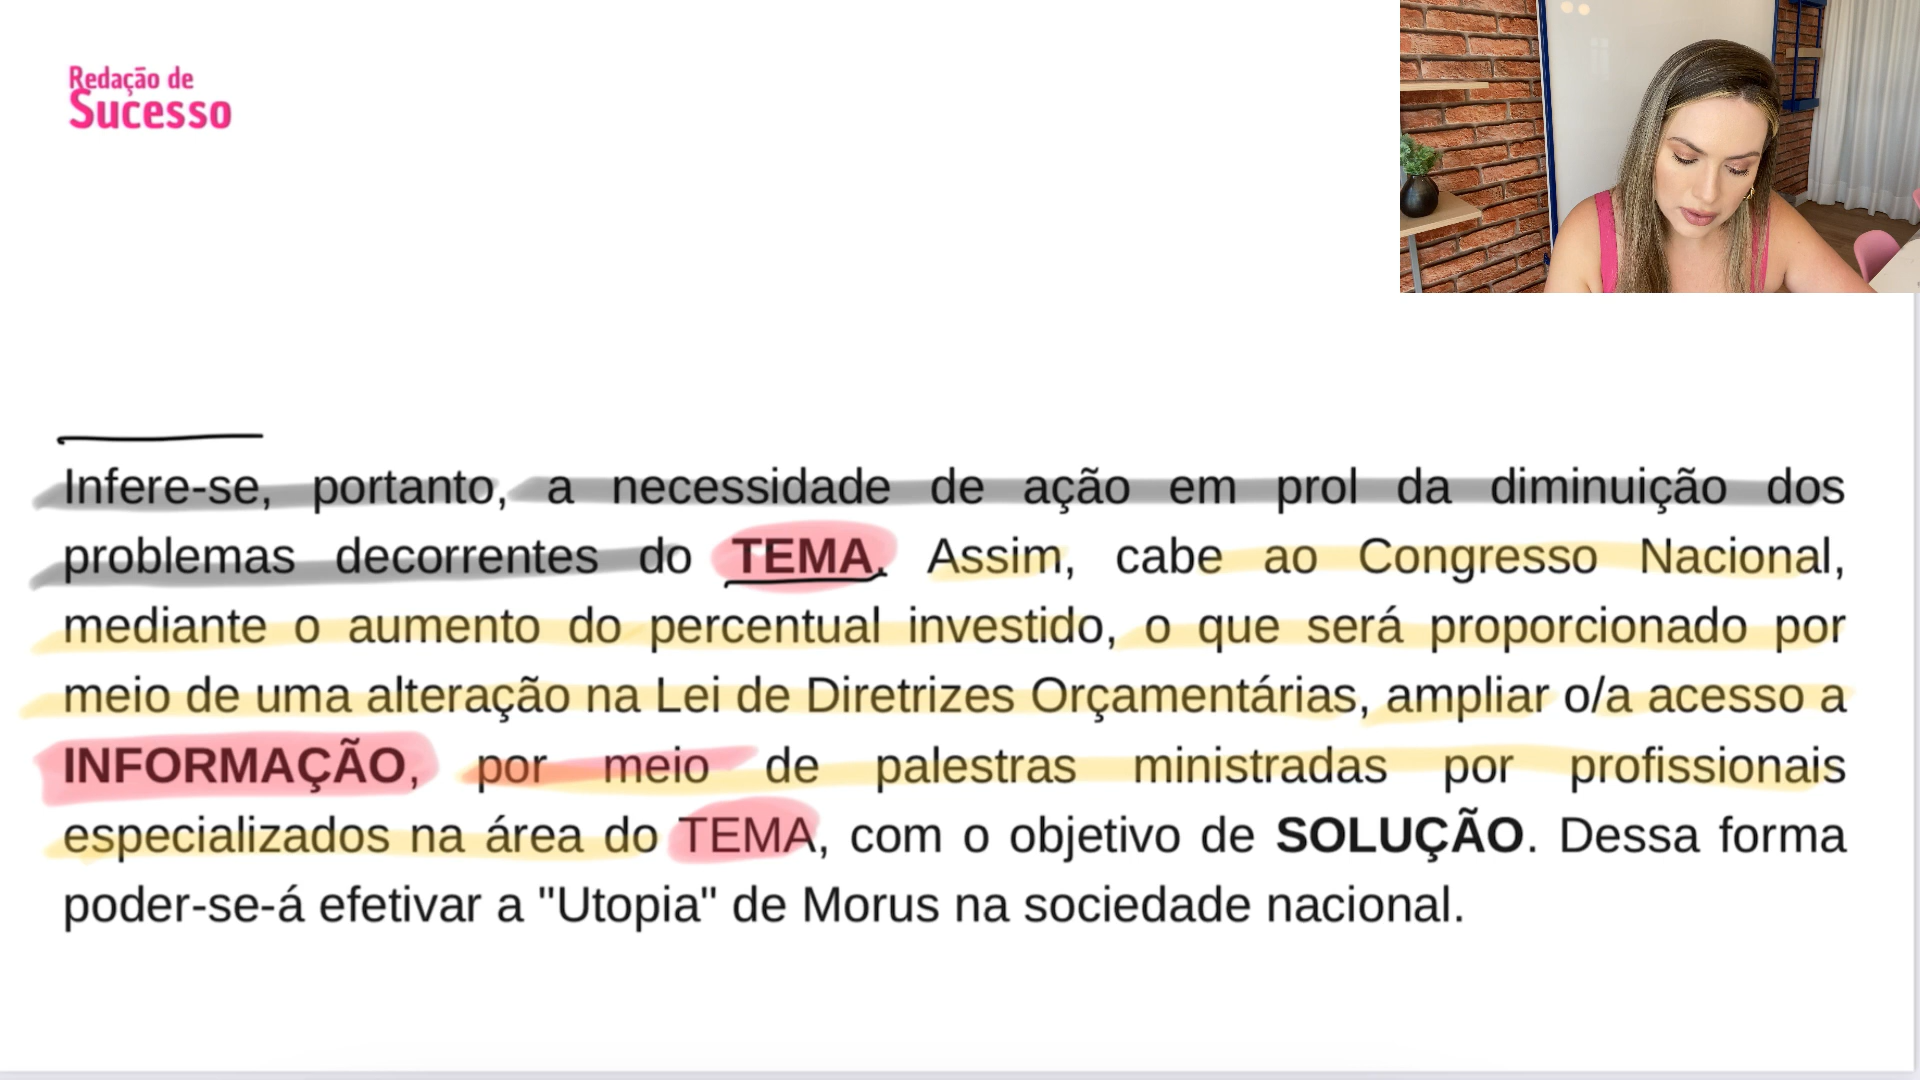 Redação de
Sucesso
Infere-se, portanto, a necessidade de ação em prol da diminuição dos
problemas decorrentes do TEMA. Assim, cabe ao Congresso Nacional,
mediante o aumento do percentual investido, o que será proporcionado por
meio de uma alteração na Lei de Diretrizes Orçamentárias, ampliar o/a acesso a
INFORMAÇÃO, por meio de palestras ministradas por profissionais
especializados na área do TEMA, com o objetivo de SOLUÇÃO. Dessa forma
poder-se-á efetivar a "Utopia" de Morus na sociedade nacional.